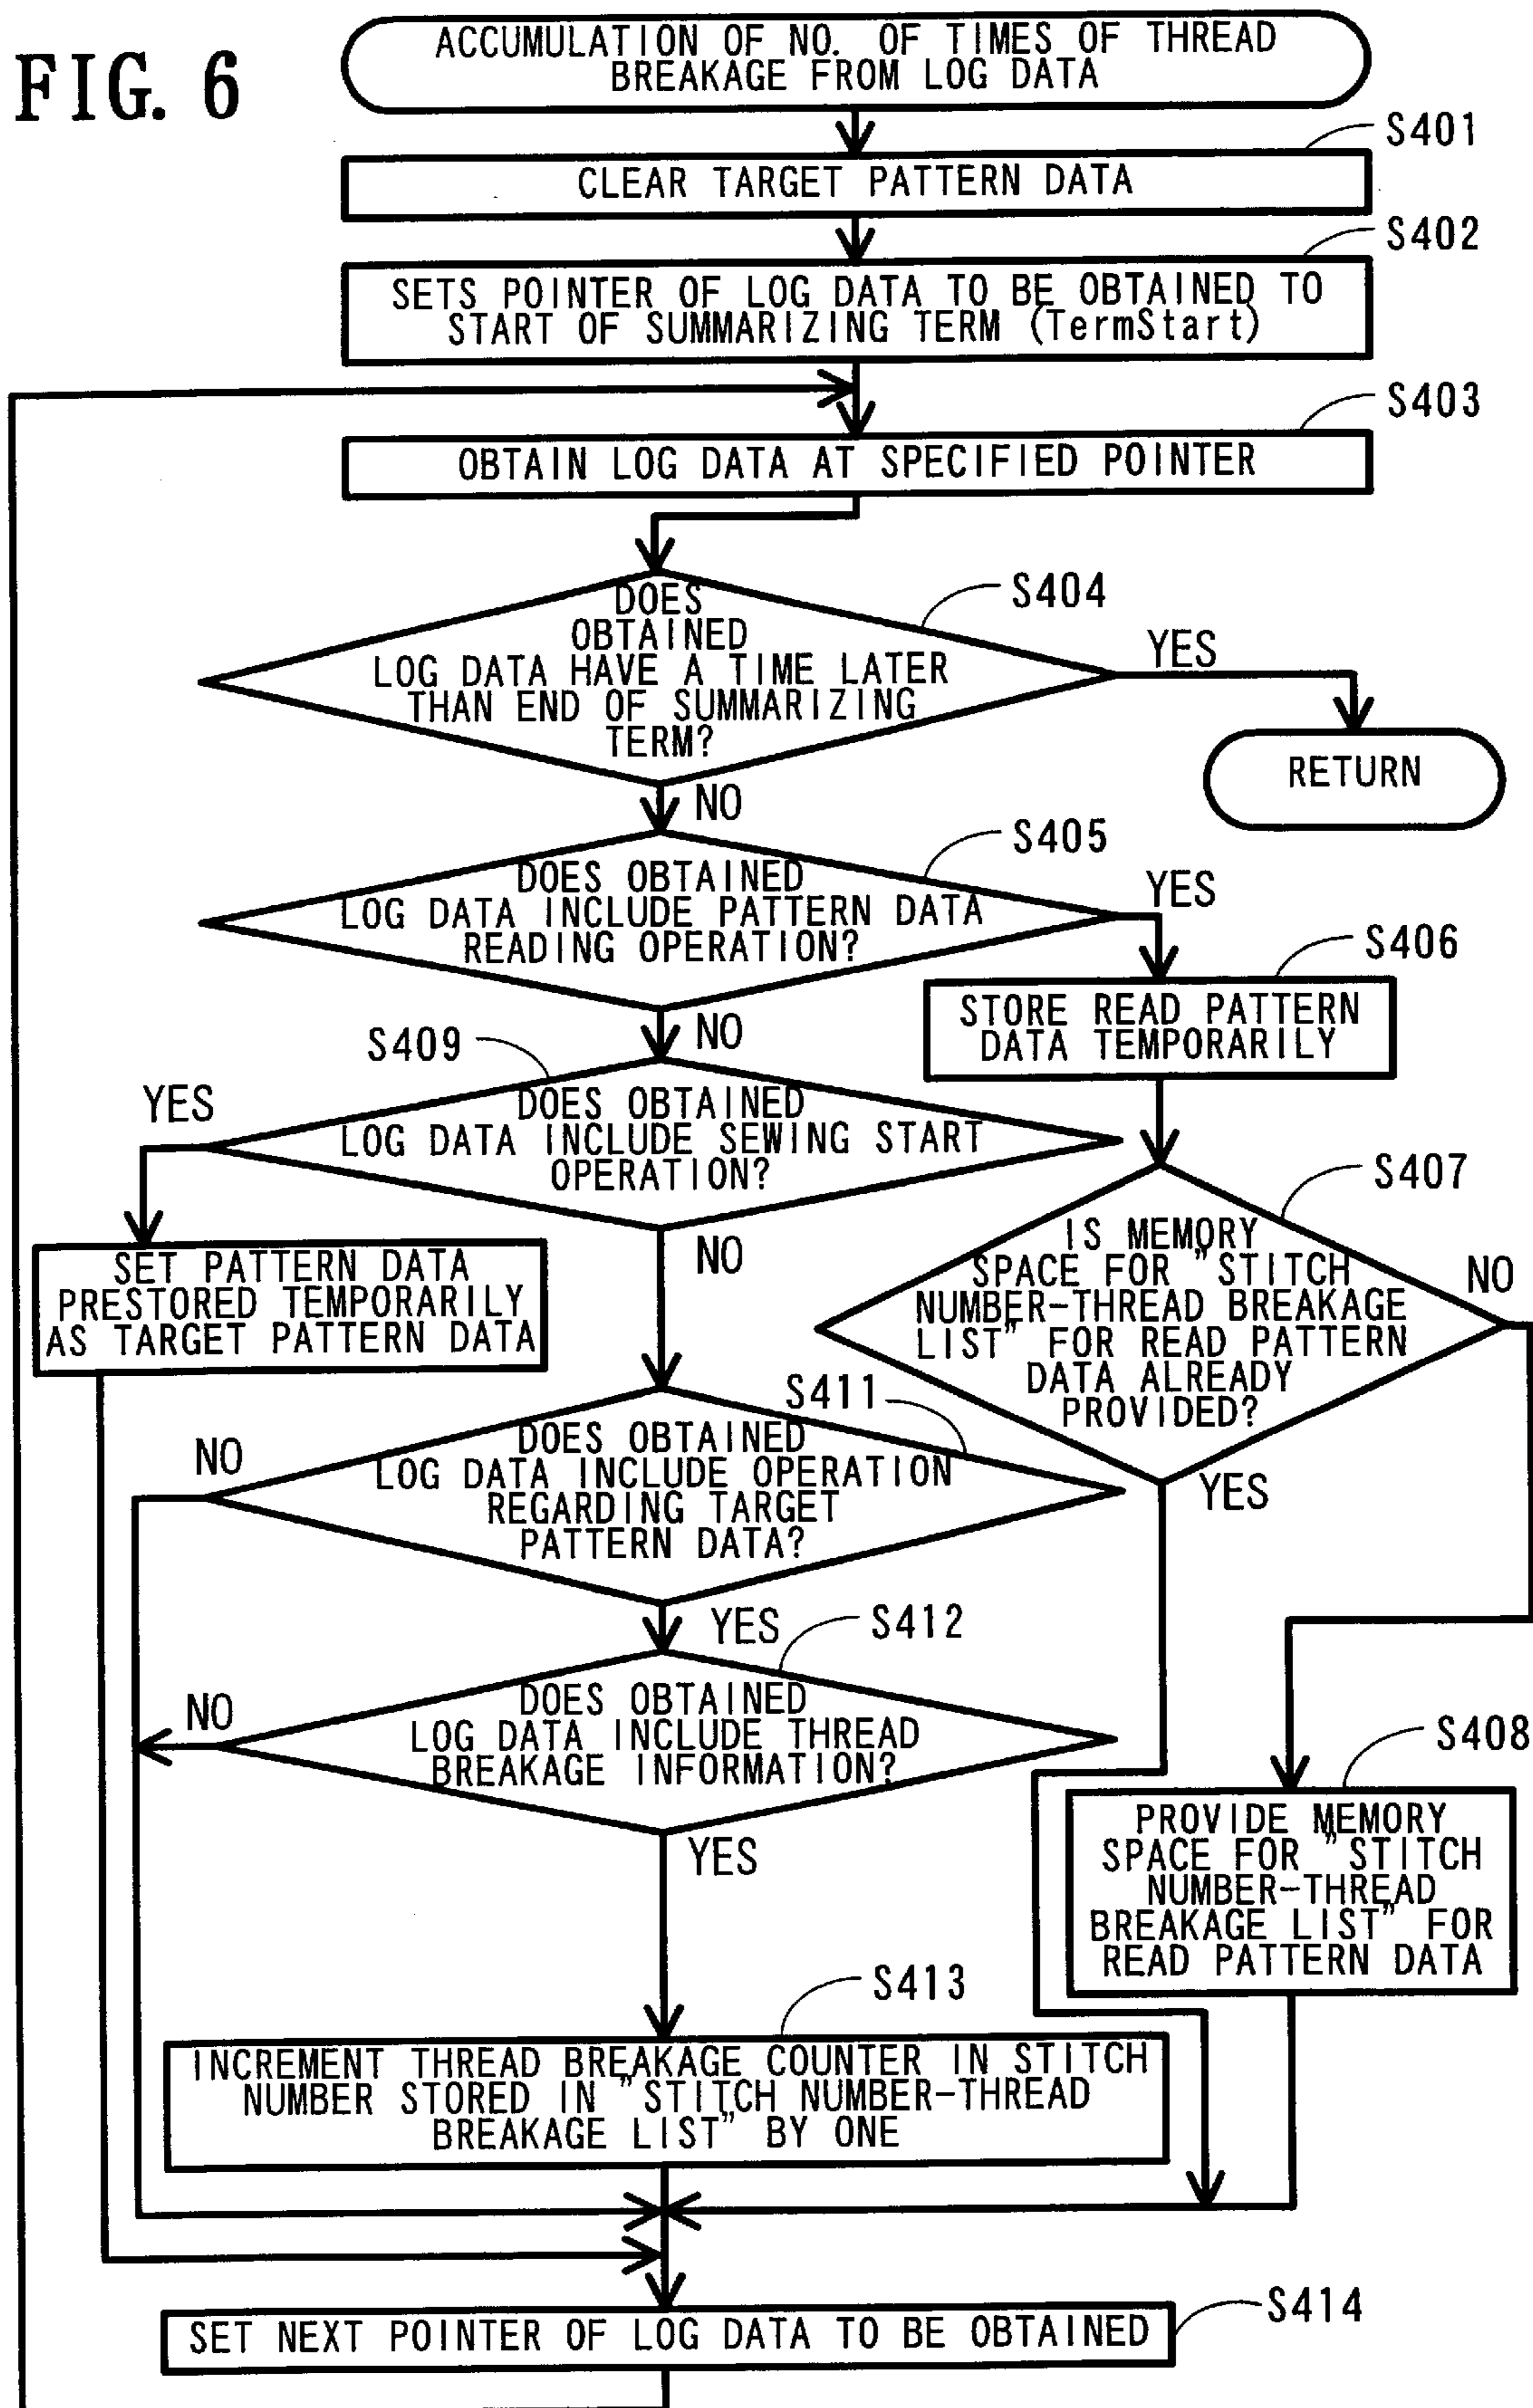 FIG. 6
ACCUMULATION OF NO. OF TIMES OF THREAD
BREAKAGE FROM LOG DATA
S401
CLEAR TARGET PATTERN DATA
S402
SETS POINTER OF LOG DATA TO BE OBTAINED TO
START OF SUMMARIZING TERM (TermStart)
S403
OBTAIN LOG DATA AT SPECIFIED POINTER
S404
DOES
OBTAINED
LOG DATA HAVE A TIME LATER
THAN END OF SUMMARIZING
TERM?
YES
RETURN
NO
S405
DOES OBTAINED
LOG DATA INCLUDE PATTERN DATA
READING OPERATION?
YES
S406
STORE READ PATTERN
DATA TEMPORARILY
NO
S409
DOES OBTAINED
LOG DATA INCLUDE SEWING START
OPERATION?
YES
NO
S407
IS MEMORY
SPACE FOR "STITCH
NUMBER-THREAD BREAKAGE
LIST" FOR READ PATTERN
DATA ALREADY
PROVIDED?
NO
YES
SET PATTERN DATA
PRESTORED TEMPORARILY
AS TARGET PATTERN DATA
S411
DOES OBTAINED
LOG DATA INCLUDE OPERATION
REGARDING TARGET
PATTERN DATA?
NO
YES
S412
DOES OBTAINED
LOG DATA INCLUDE THREAD
BREAKAGE INFORMATION?
NO
YES
S408
PROVIDE MEMORY
SPACE FOR "STITCH
NUMBER-THREAD
BREAKAGE LIST" FOR
READ PATTERN DATA
S413
INCREMENT THREAD BREAKAGE COUNTER IN STITCH
NUMBER STORED IN "STITCH NUMBER-THREAD
BREAKAGE LIST" BY ONE
S414
SET NEXT POINTER OF LOG DATA TO BE OBTAINED